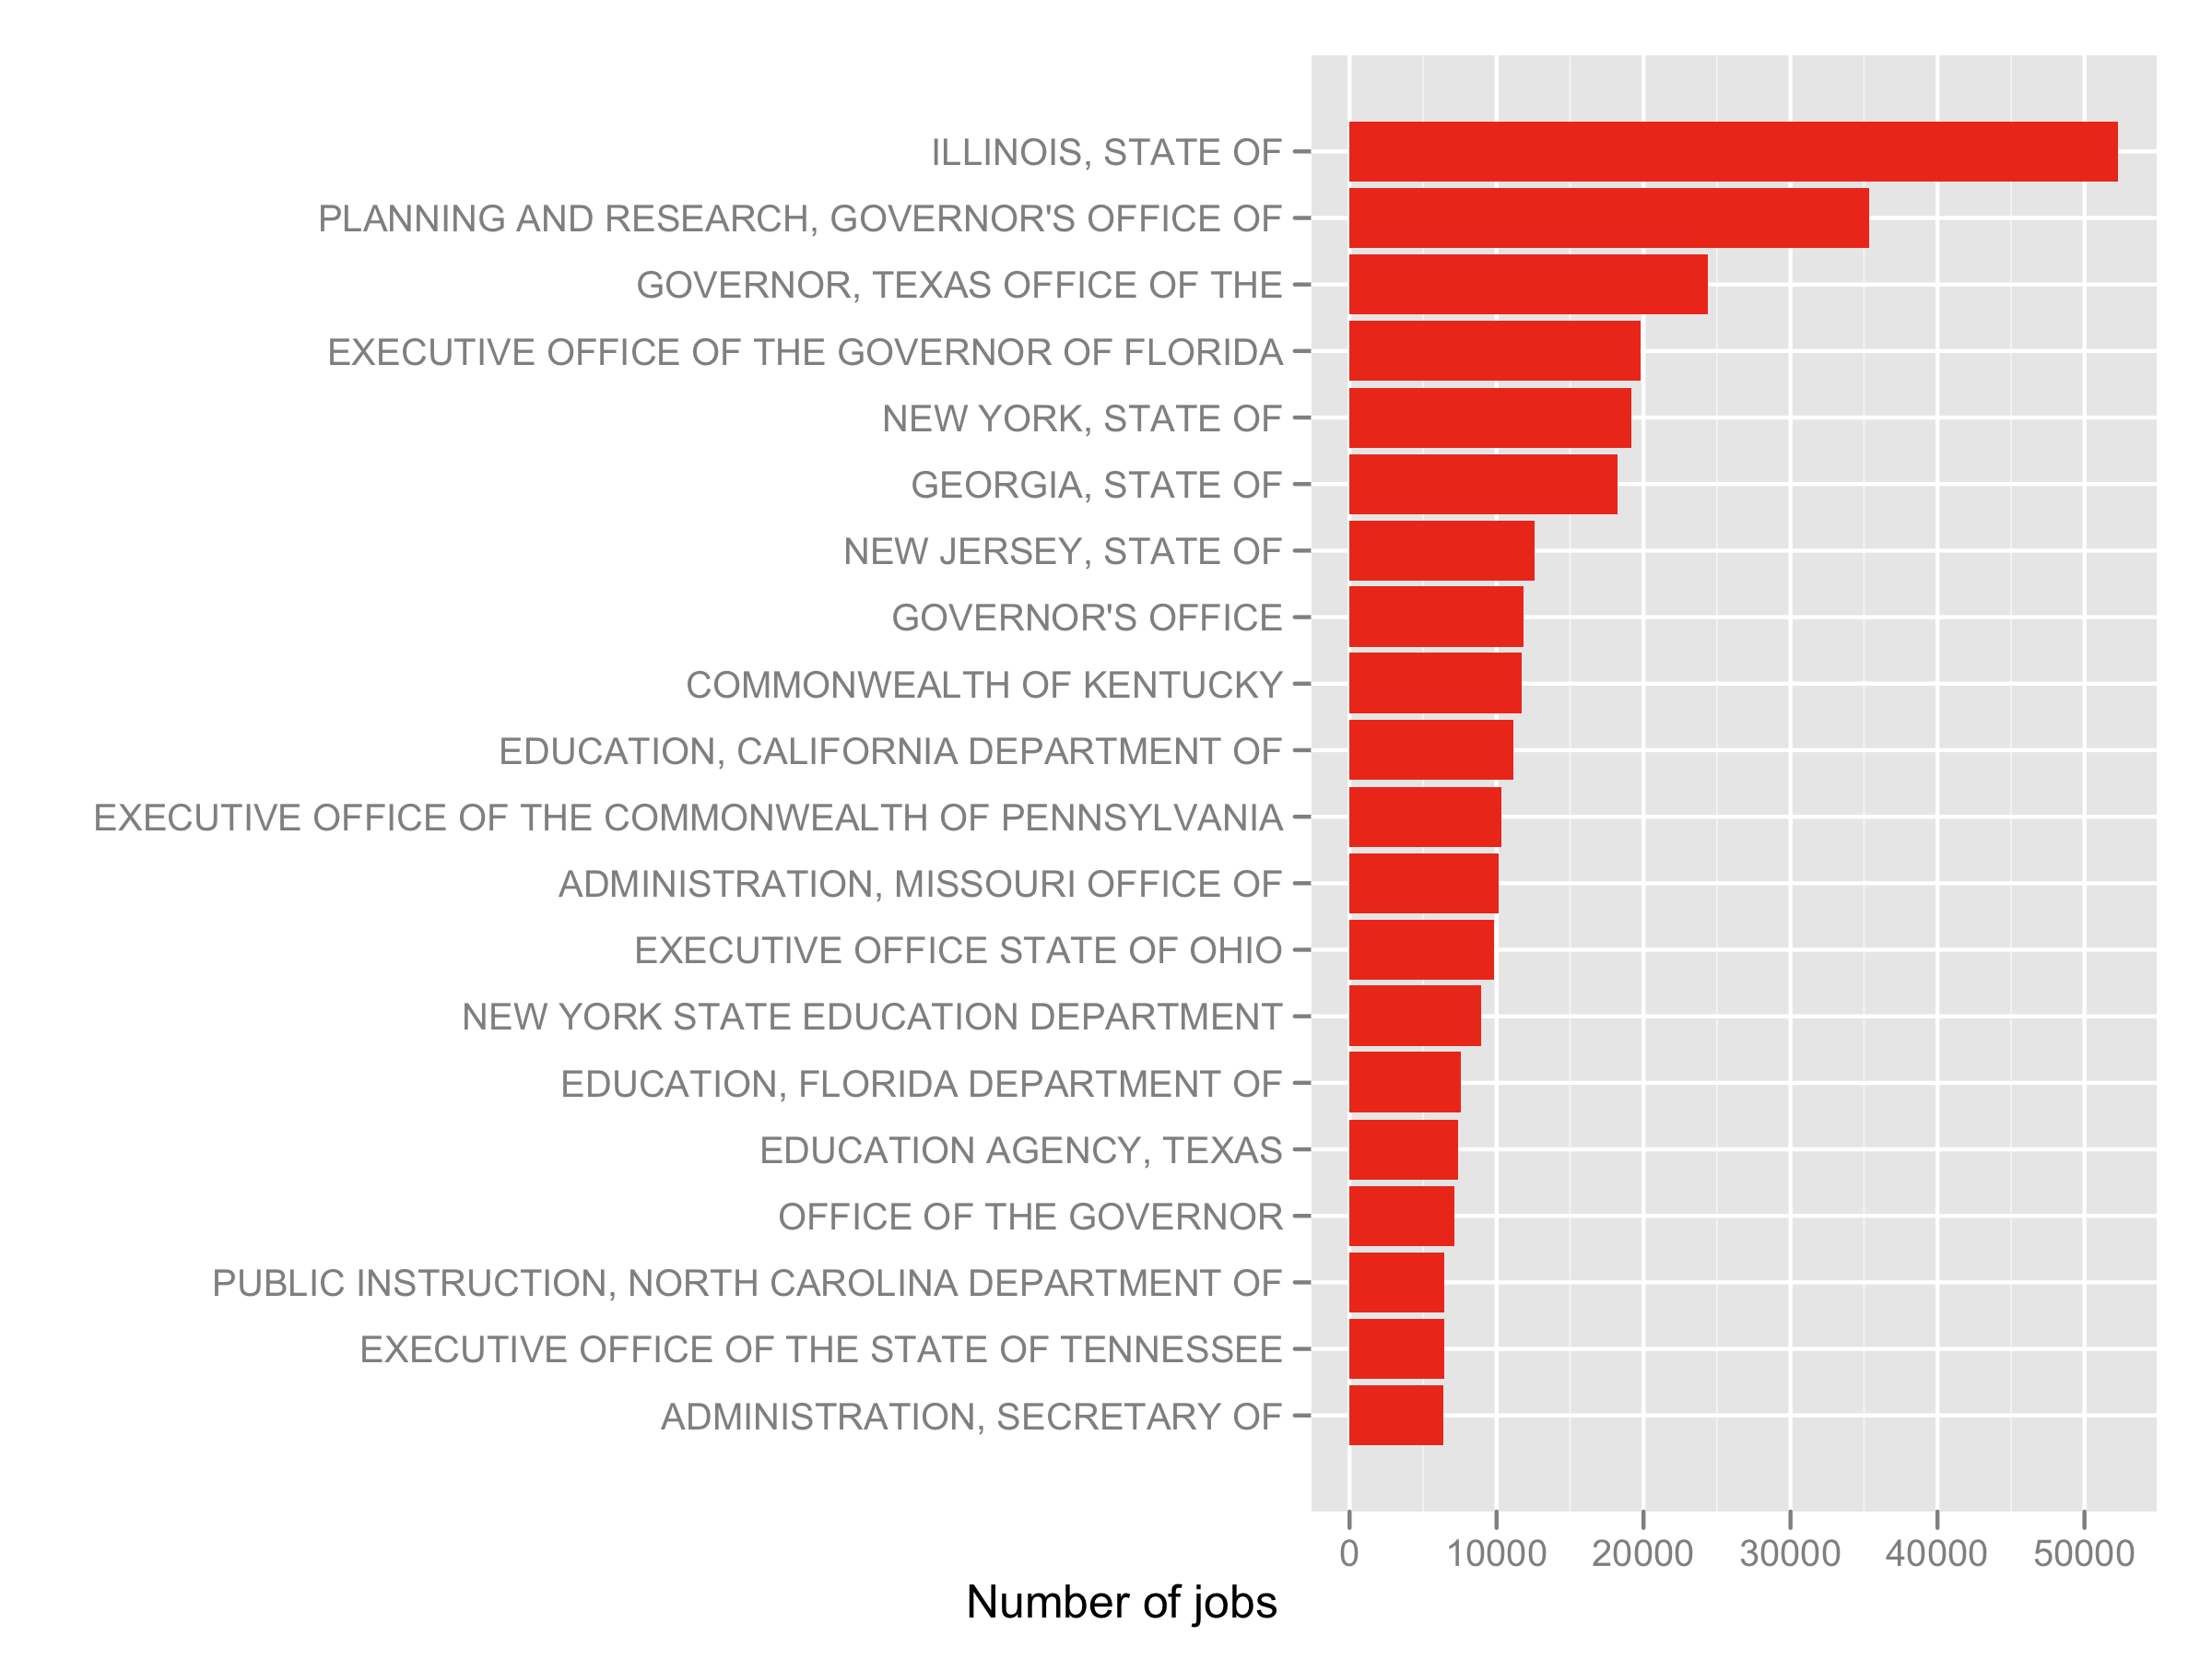 ILLINOIS, STATE OF
PLANNING AND RESEARCH, GOVERNOR'S OFFICE OF
GOVERNOR, TEXAS OFFICE OF THE
EXECUTIVE OFFICE OF THE GOVERNOR OF FLORIDA
NEW YORK, STATE OF
GEORGIA, STATE OF
NEW JERSEY, STATE OF
GOVERNOR'S OFFICE
COMMONWEALTH OF KENTUCKY
EDUCATION, CALIFORNIA DEPARTMENT OF
EXECUTIVE OFFICE OF THE COMMONWEALTH OF PENNSYLVANIA
ADMINISTRATION, MISSOURI OFFICE OF
EXECUTIVE OFFICE STATE OF OHIO
NEW YORK STATE EDUCATION DEPARTMENT
EDUCATION, FLORIDA DEPARTMENT OF
EDUCATION AGENCY, TEXAS
OFFICE OF THE GOVERNOR
PUBLIC INSTRUCTION, NORTH CAROLINA DEPARTMENT OF
EXECUTIVE OFFICE OF THE STATE OF TENNESSEE
ADMINISTRATION, SECRETARY OF
0 10000 20000 30000 40000 50000
Number of jobs